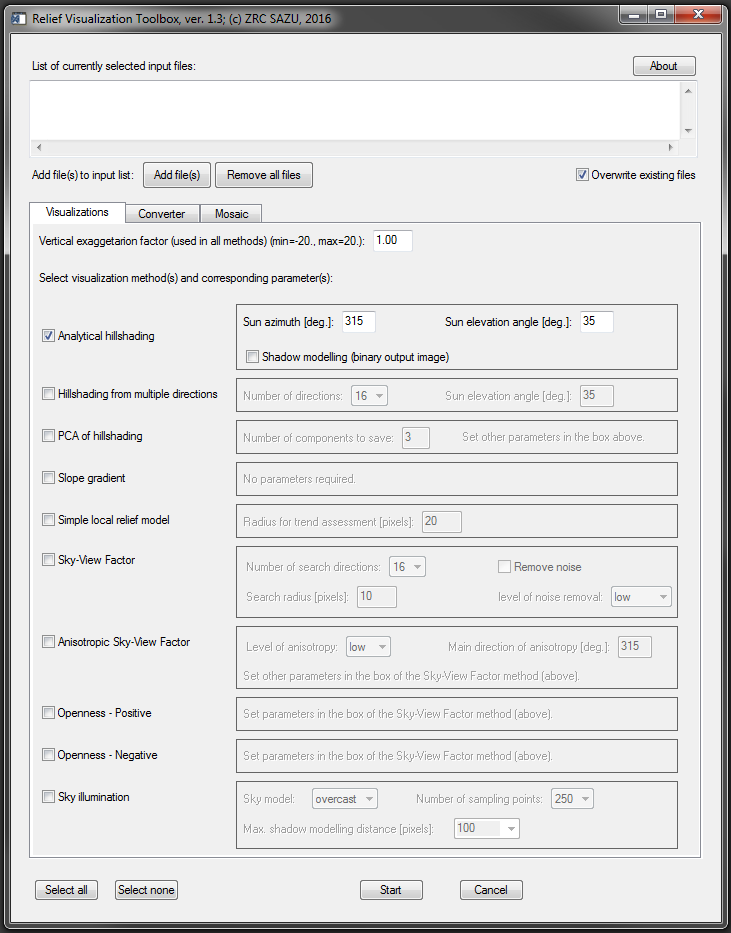 Relief Visualization Toolbox, ver. 1.3; (c) ZRC SAZU, 2016
List of currently selected input files:
About
Add file(s) to input list: Add file(s) Remove all files Overwrite existing files
Visualizations Converter Mosaic
Vertical exaggetarion factor (used in all methods) (min=-20., max=20.): 1.00
Select visualization method(s) and corresponding parameter(s):
Analytical hillshading
Sun azimuth [deg.]: 315 Sun elevation angle [deg.]: 35
Shadow modelling (binary output image)
Hillshading from multiple directions Number of directions: 16 Sun elevation angle [deg.]: 35
PCA of hillshading Number of components to save: 3 Set other parameters in the box above.
Slope gradient No parameters required.
Simple local relief model Radius for trend assessment [pixels]: 20
Sky-View Factor
Number of search directions: 16 Remove noise
Search radius [pixels]: 10 level of noise removal: low
Anisotropic Sky-View Factor Level of anisotropy: low Main direction of anisotropy [deg.]: 315
Set other parameters in the box of the Sky-View Factor method (above).
Openness - Positive Set parameters in the box of the Sky-View Factor method (above).
Openness - Negative Set parameters in the box of the Sky-View Factor method (above).
Sky illumination Sky model: overcast Number of sampling points: 250
Max. shadow modelling distance [pixels]: 100
Select all Select none Start Cancel